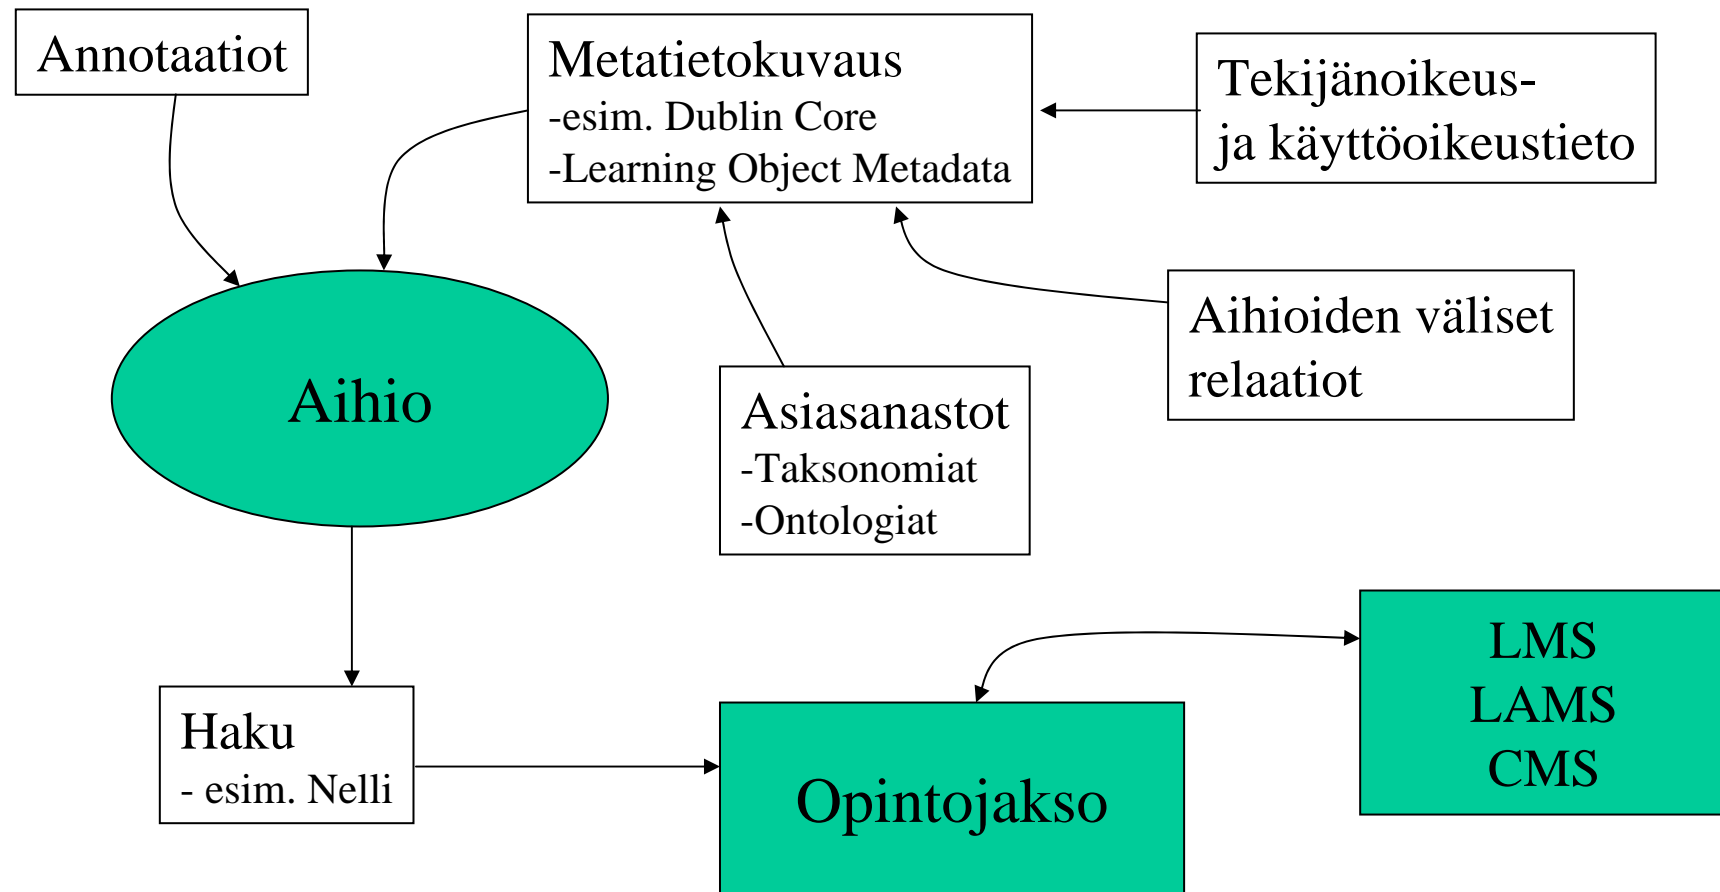 Annotaatiot
Metatietokuvaus
-esim. Dublin Core
-Learning Object Metadata
Tekijänoikeus-
ja käyttöoikeustieto
Aihio
Asiasanastot
-Taksonomiat
-Ontologiat
Aihioiden väliset
relaatiot
Haku
- esim. Nelli
Opintojakso
LMS
LAMS
CMS